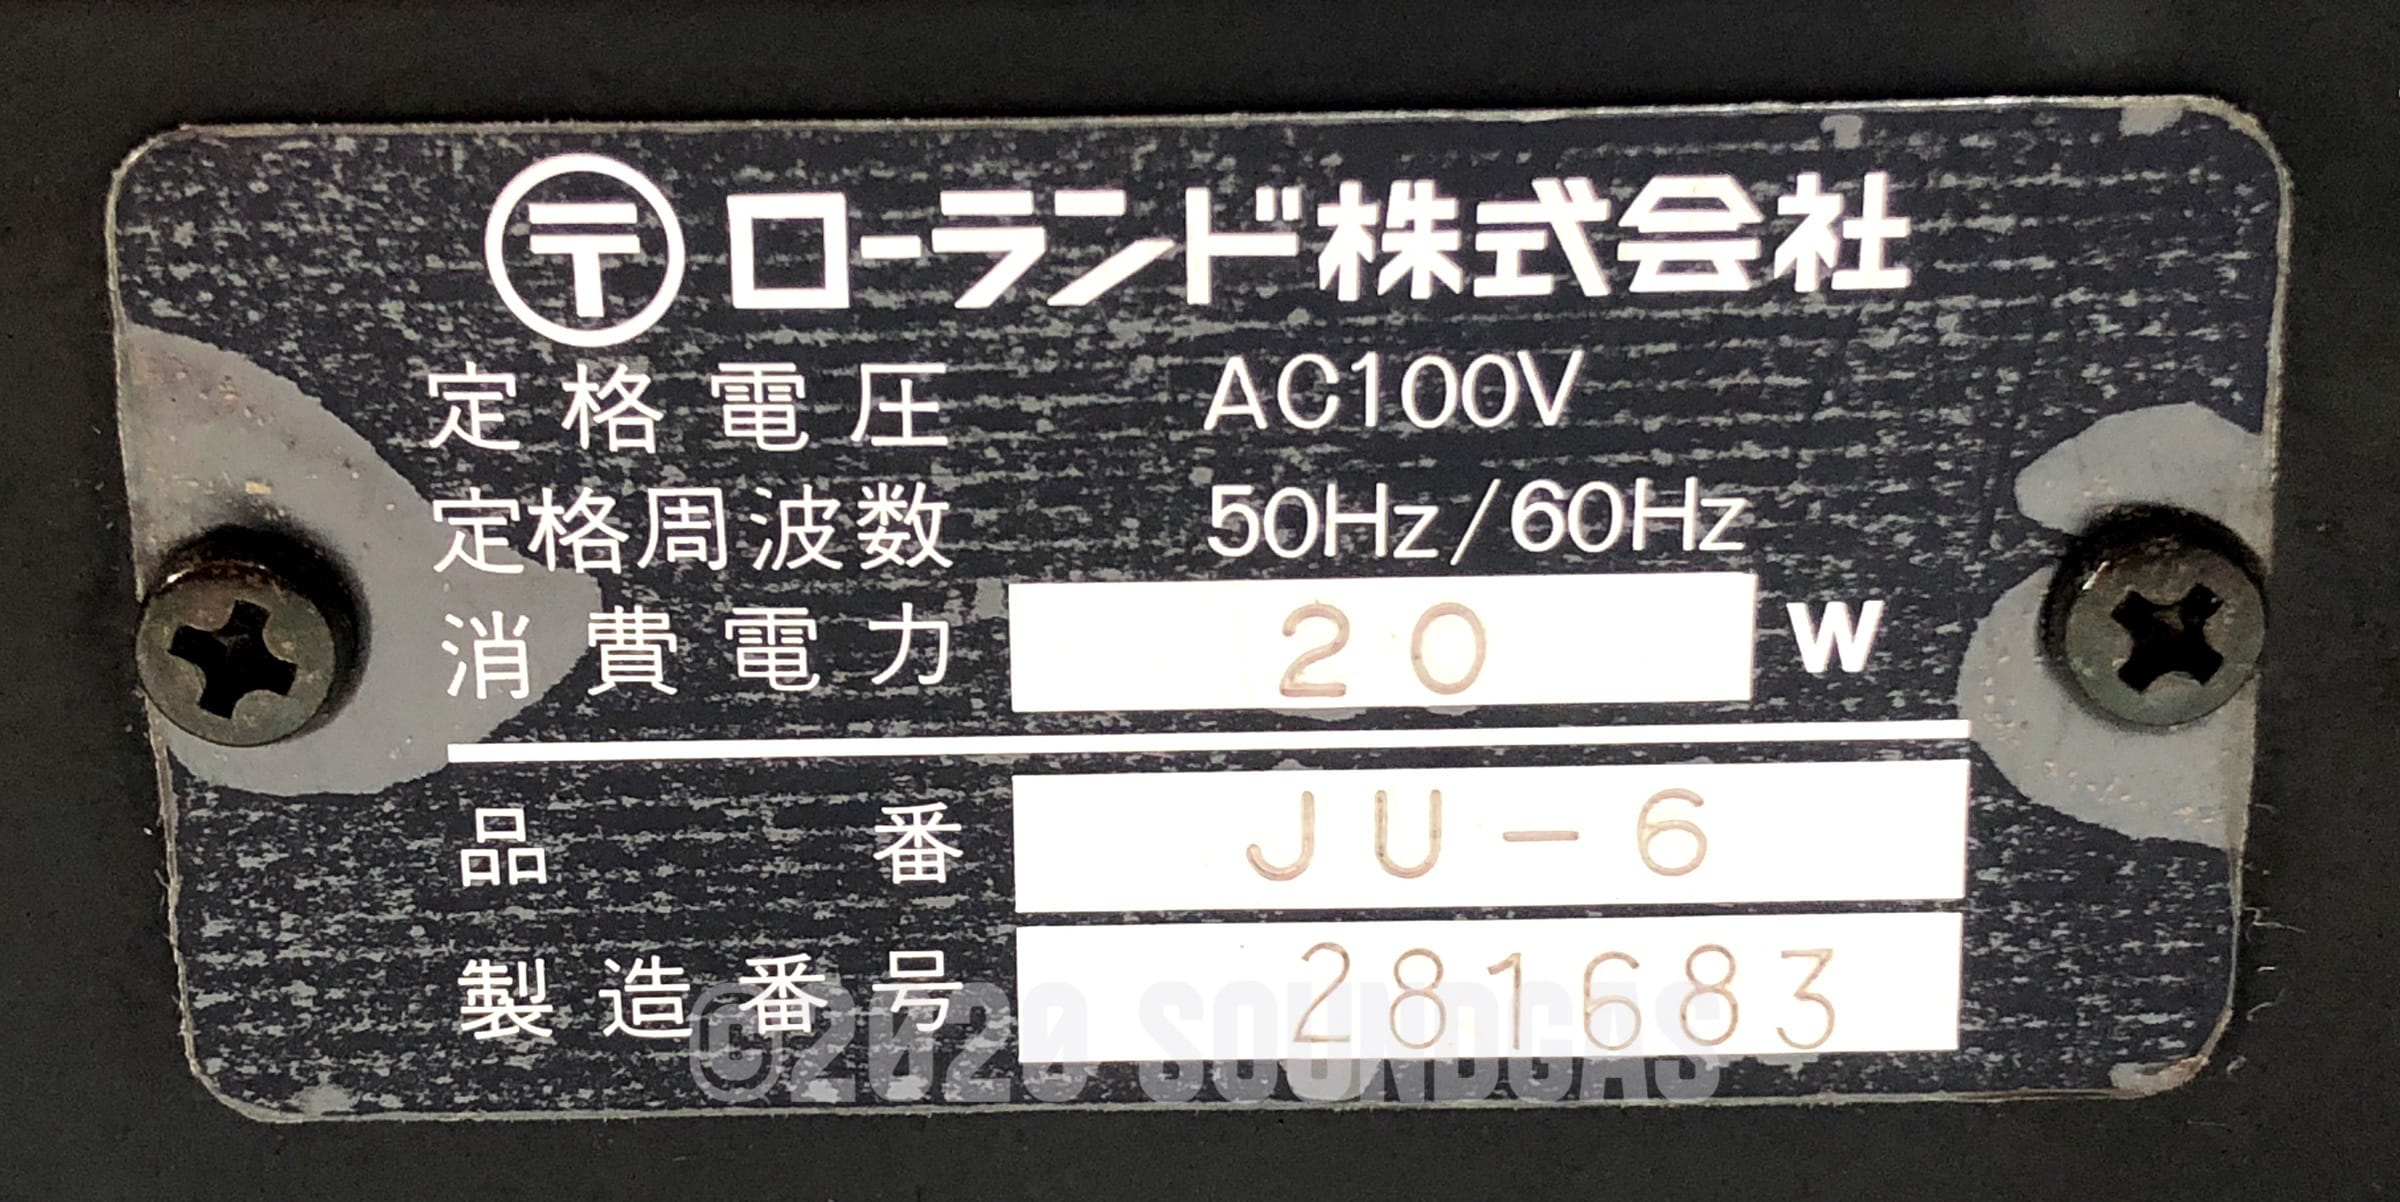 〶 ローランド株式会社
定格電圧 AC100V
定格周波数 50Hz/60Hz
消費電力 20 W
品番 JU-6
製造番号 281683
©2020 SOUNDGAS